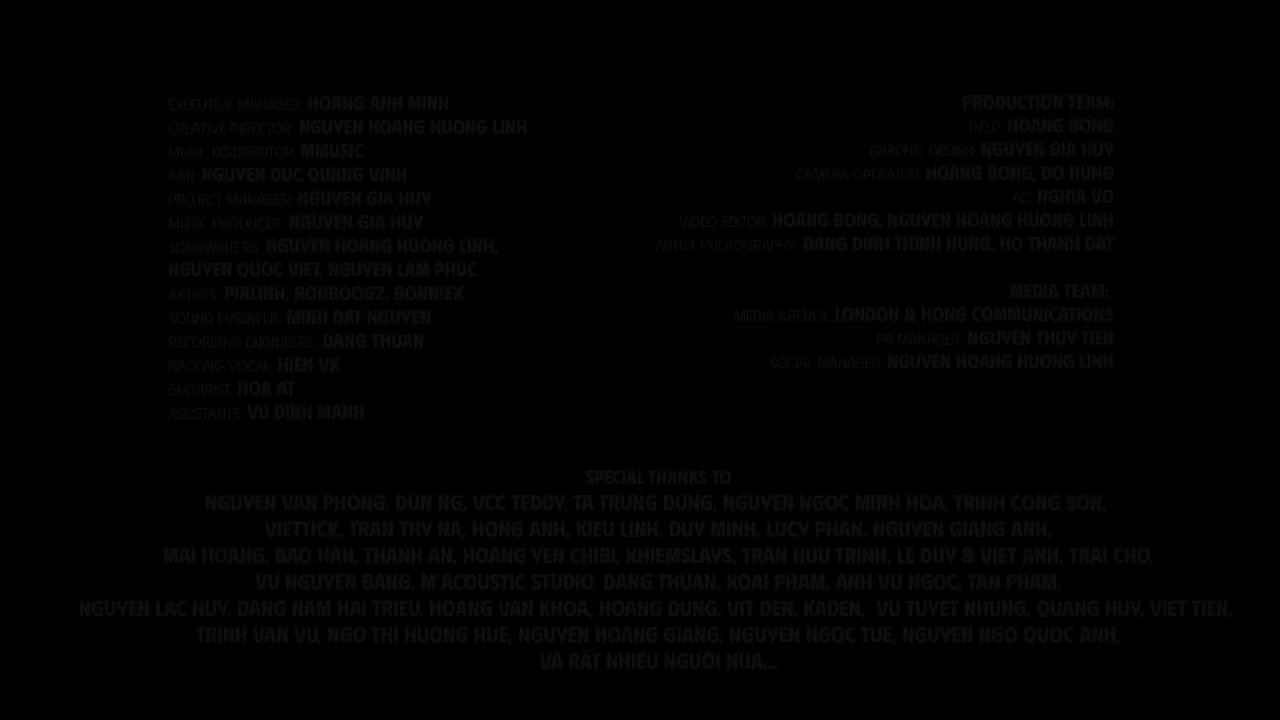 EXECUTIVE MANAGER: HOANG ANH MINH
CREATIVE DIRECTOR: NGUYEN HOANG HUONG LINH
MUSIC DISTRIBUTOR: MMUSIC
A&R: NGUYEN DUC QUANG VINH
PROJECT MANAGER: NGUYEN GIA HUY
MUSIC PRODUCER: NGUYEN GIA HUY
SONGWRITERS: NGUYEN HOANG HUONG LINH,
NGUYEN QUOC VIET, NGUYEN LAM PHUC
ARTISTS: PIALINH, RONBOOGZ, BONNIEX
SOUND ENGINEER: MINH DAT NGUYEN
RECORDING ENGINEERS: DANG THUAN
BACKING VOCAL: HIEN VK
GUITARIST: HOA AT
ASSISTANTS: VU DINH MANH
PRODUCTION TEAM:
D.O.P: HOANG BONG
GRAPHIC DESIGN: NGUYEN GIA HUY
CAMERA OPERATOR: HOANG BONG, DO HUNG
AC: NGHIA VO
VIDEO EDITOR: HOANG BONG, NGUYEN HOANG HUONG LINH
ARTIST PHOTOGRAPHY: DANG DINH THINH HUNG, HO THANH DAT
MEDIA TEAM:
MEDIA AGENCY: LONDON & HONG COMMUNICATIONS
PR MANAGER: NGUYEN THUY TIEN
SOCIAL MANAGER: NGUYEN HOANG HUONG LINH
SPECIAL THANKS TO
NGUYEN VAN PHONG, DUN NG, VCC TEDDY, TA TRUNG DUNG, NGUYEN NGOC MINH HOA, TRINH CONG SON,
VIETTICK, TRAN THY NA, HONG ANH, KIEU LINH, DUY MINH, LUCY PHAN, NGUYEN GIANG ANH,
MAI HOANG, BAO HAN, THANH AN, HOANG YEN CHIBI, KHIEMSLAYS, TRAN HUU TRINH, LE DUY & VIET ANH, TRAI CHO,
VU NGUYEN BANG, M'ACOUSTIC STUDIO, DANG THUAN, XOAI PHAM, ANH VU NGOC, TAN PHAM,
NGUYEN LAC HUY, DANG NAM HAI TRIEU, HOANG VAN KHOA, HOANG DUNG, VIT DEN, KADEN, VU TUYET NHUNG, QUANG HUY, VIET TIEN,
TRINH VAN VU, NGO THI HUONG HUE, NGUYEN HOANG GIANG, NGUYEN NGOC TUE, NGUYEN NGO QUOC ANH,
VÀ RẤT NHIỀU NGƯỜI NỮA...